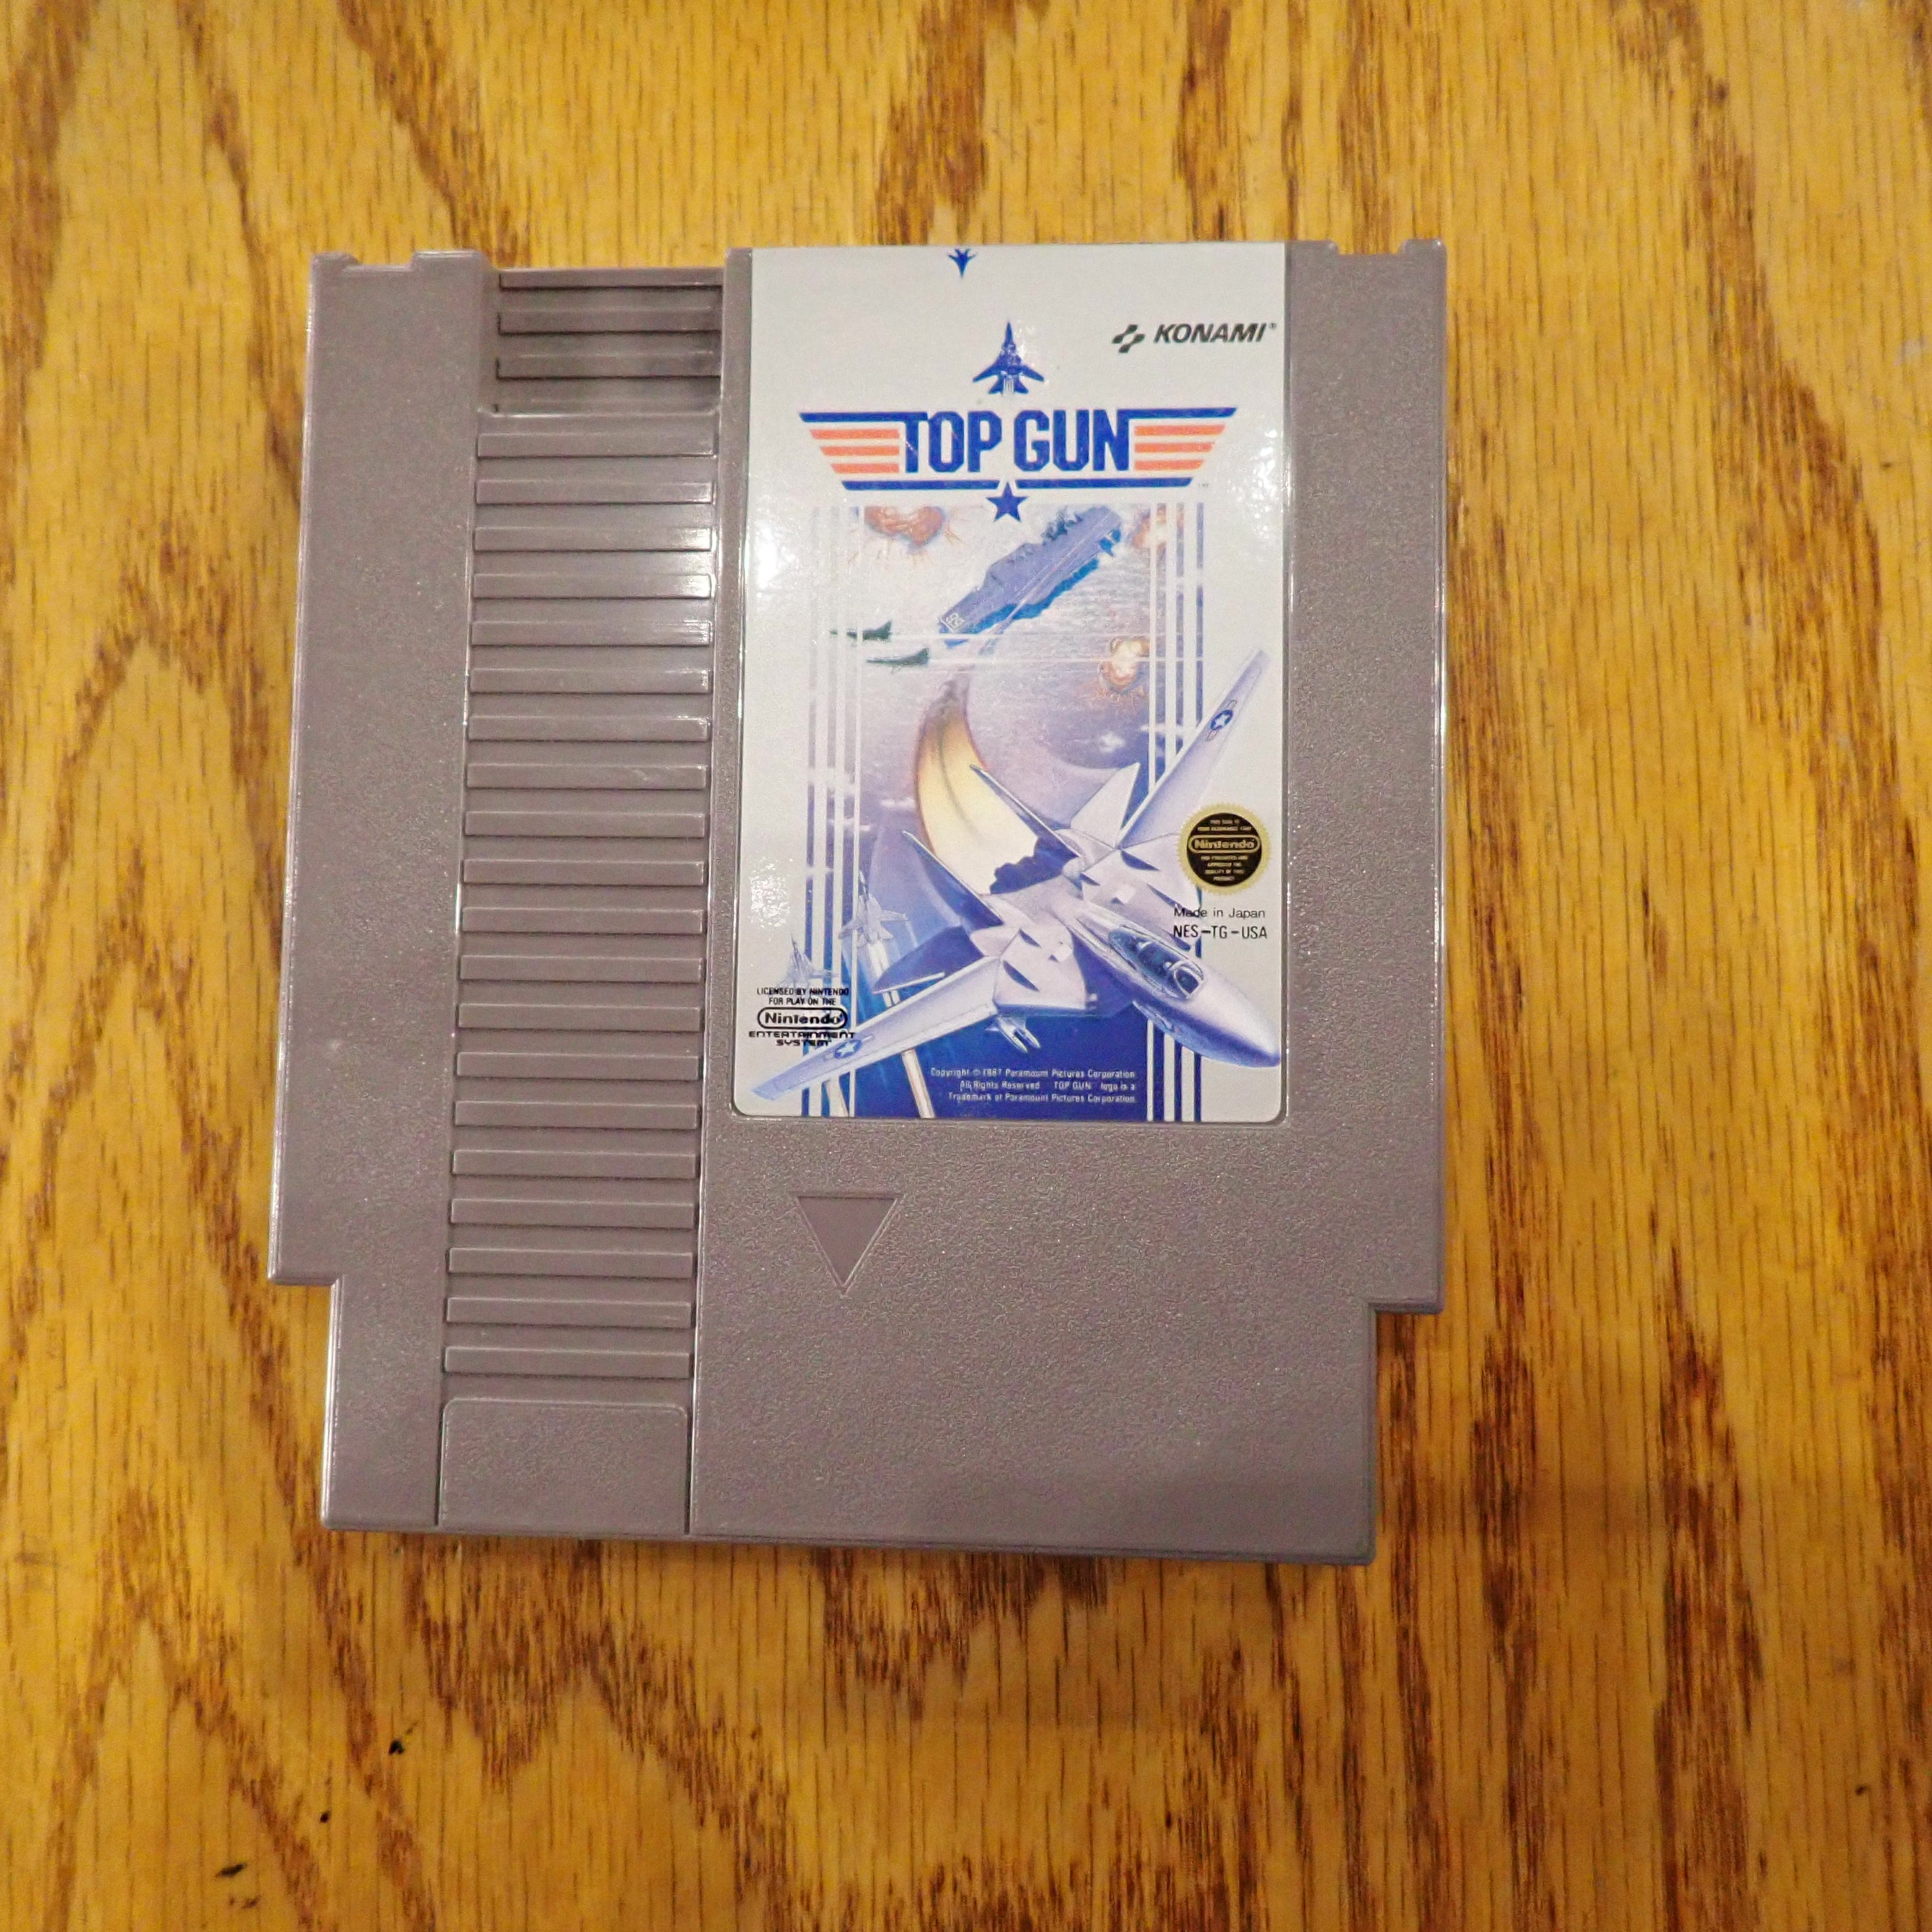 KONAMI®
TOP GUN
Nintendo
Made in Japan
NES-TG-USA
LICENSED BY NINTENDO
FOR PLAY ON THE
Nintendo
ENTERTAINMENT
SYSTEM
Copyright © 1987 Paramount Pictures Corporation.
All Rights Reserved TOP GUN logo is a
Trademark of Paramount Pictures Corporation.